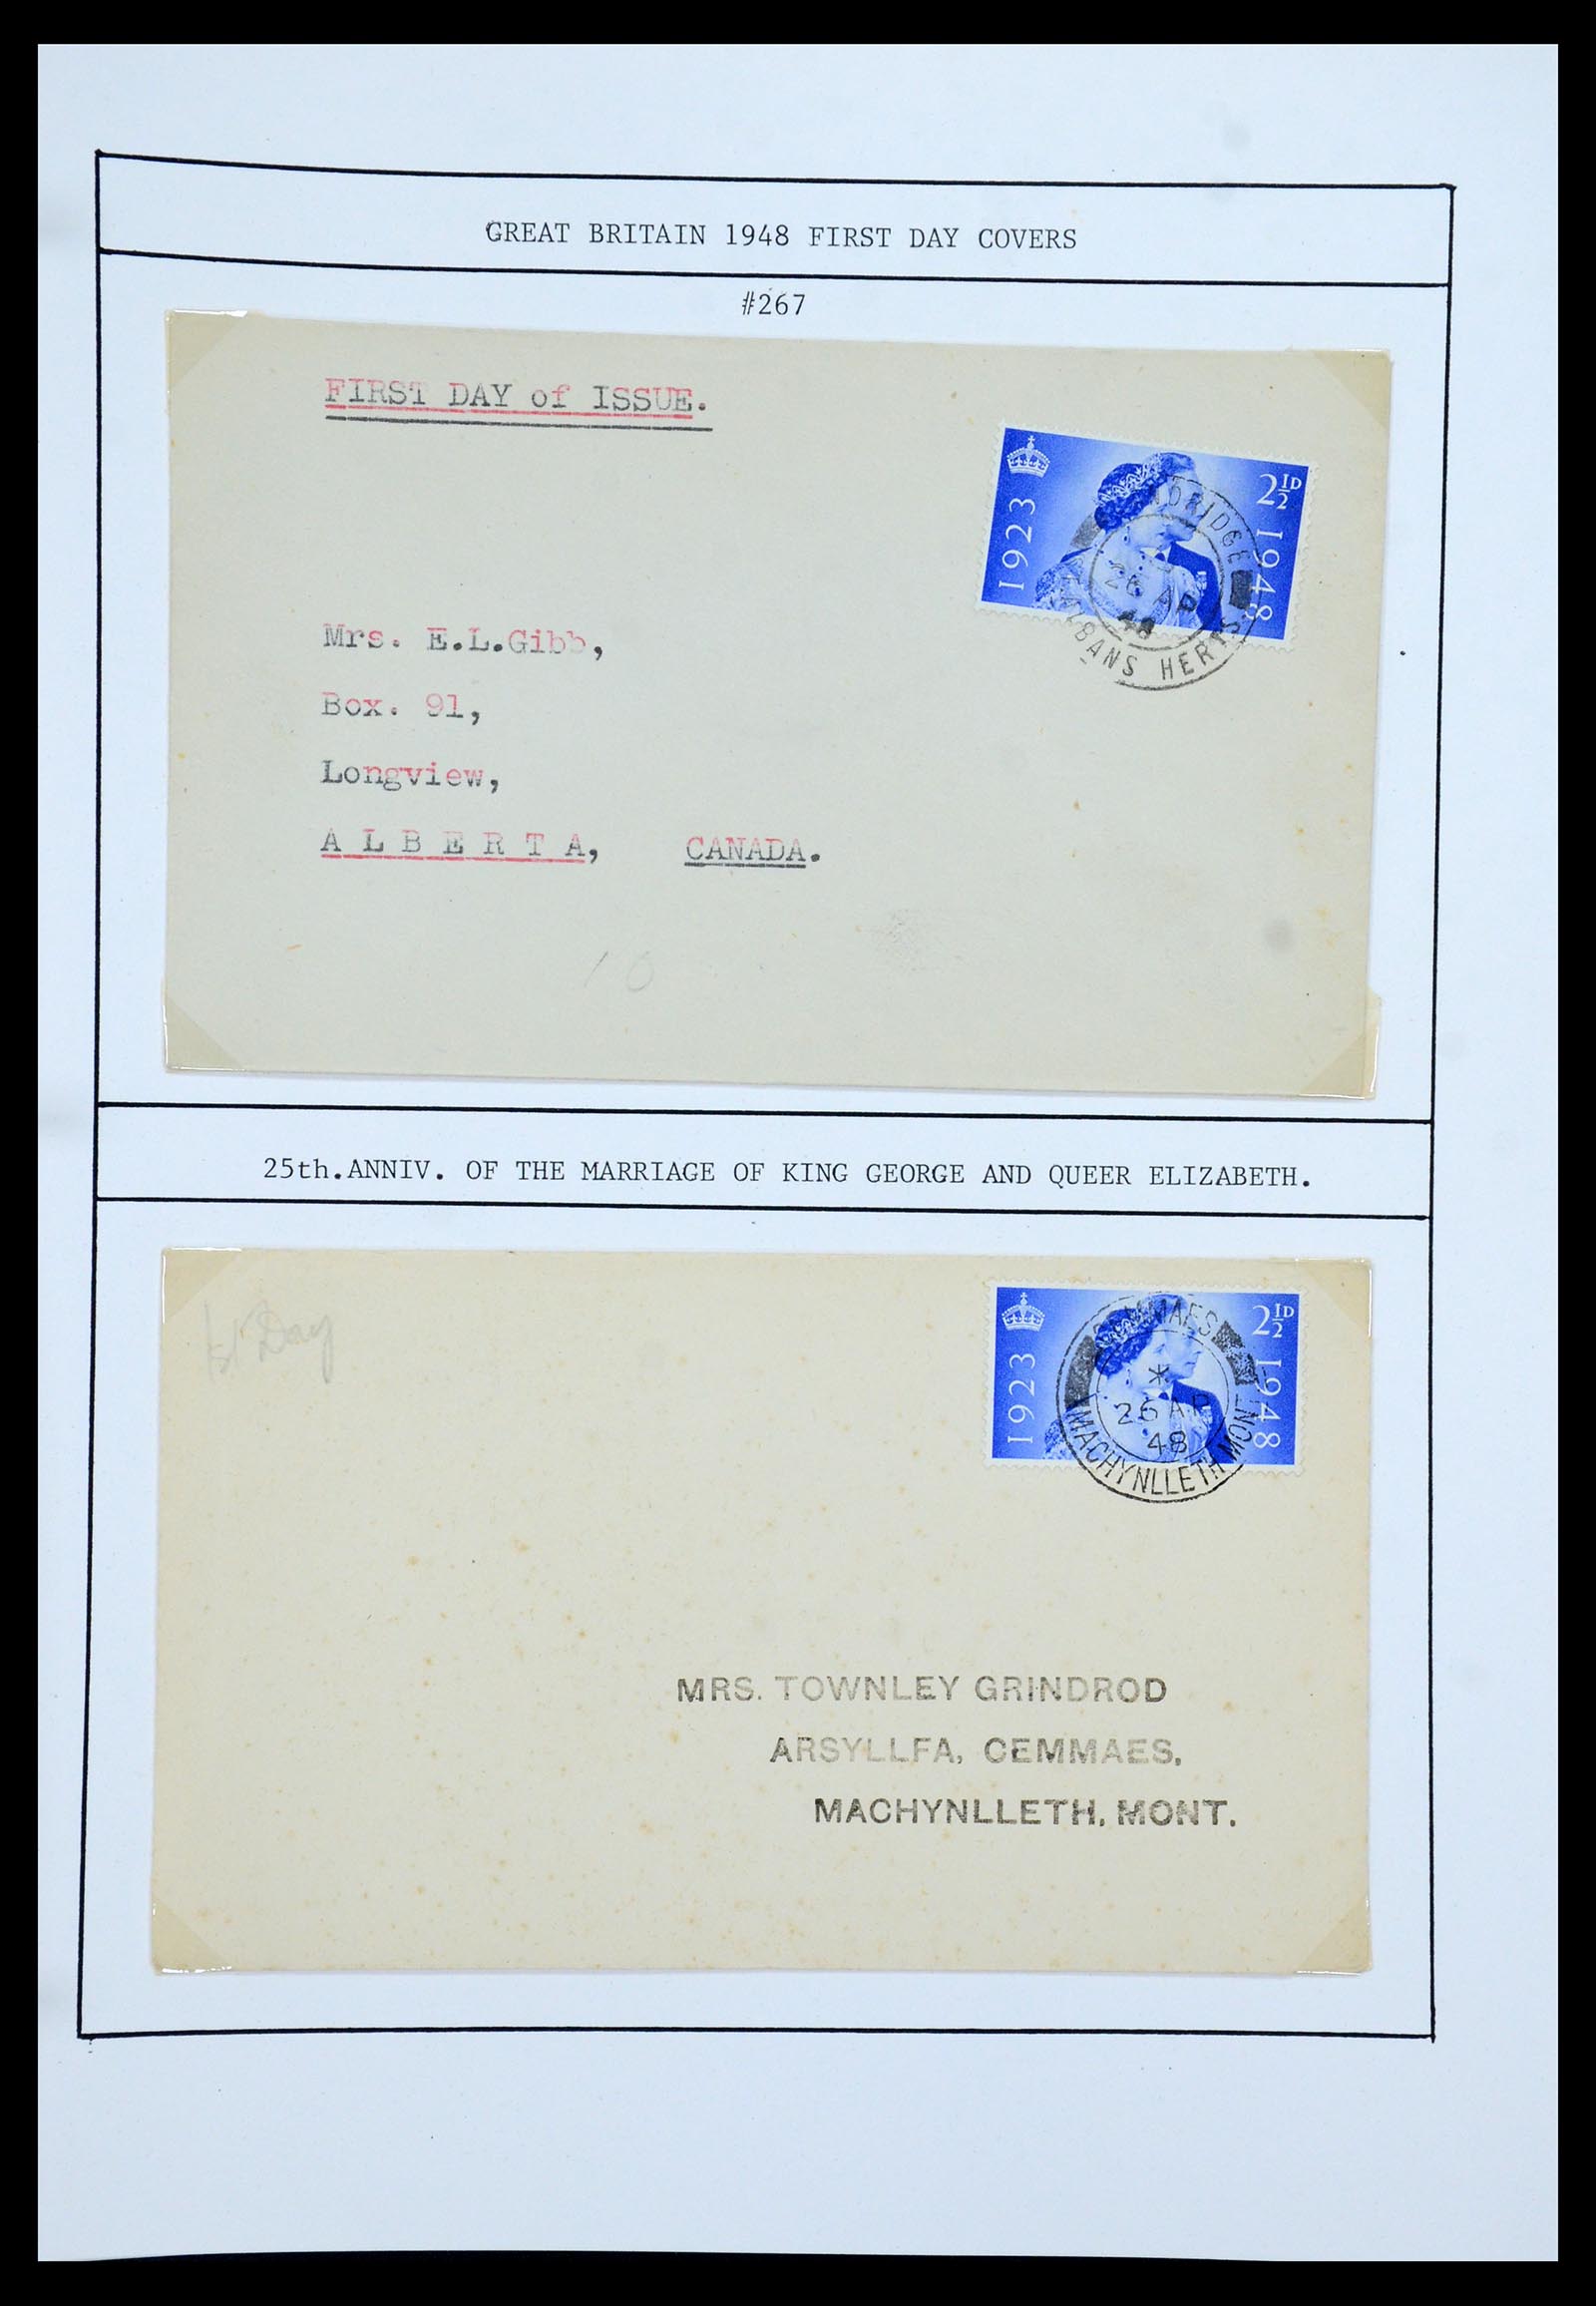 GREAT BRITAIN 1948 FIRST DAY COVERS
#267
FIRST DAY of ISSUE.
2½D
1923
1948
26 AP
48
ALBANS HERTS
Mrs. E.L.Gibb,
Box. 91,
Longview,
A L B E R T A, CANADA.
10
25th.ANNIV. OF THE MARRIAGE OF KING GEORGE AND QUEER ELIZABETH.
1st Day
2½D
1923
1948
*
26 AP
48
MACHYNLLETH MONT
MRS. TOWNLEY GRINDROD
ARSYLLFA, CEMMAES,
MACHYNLLETH, MONT.